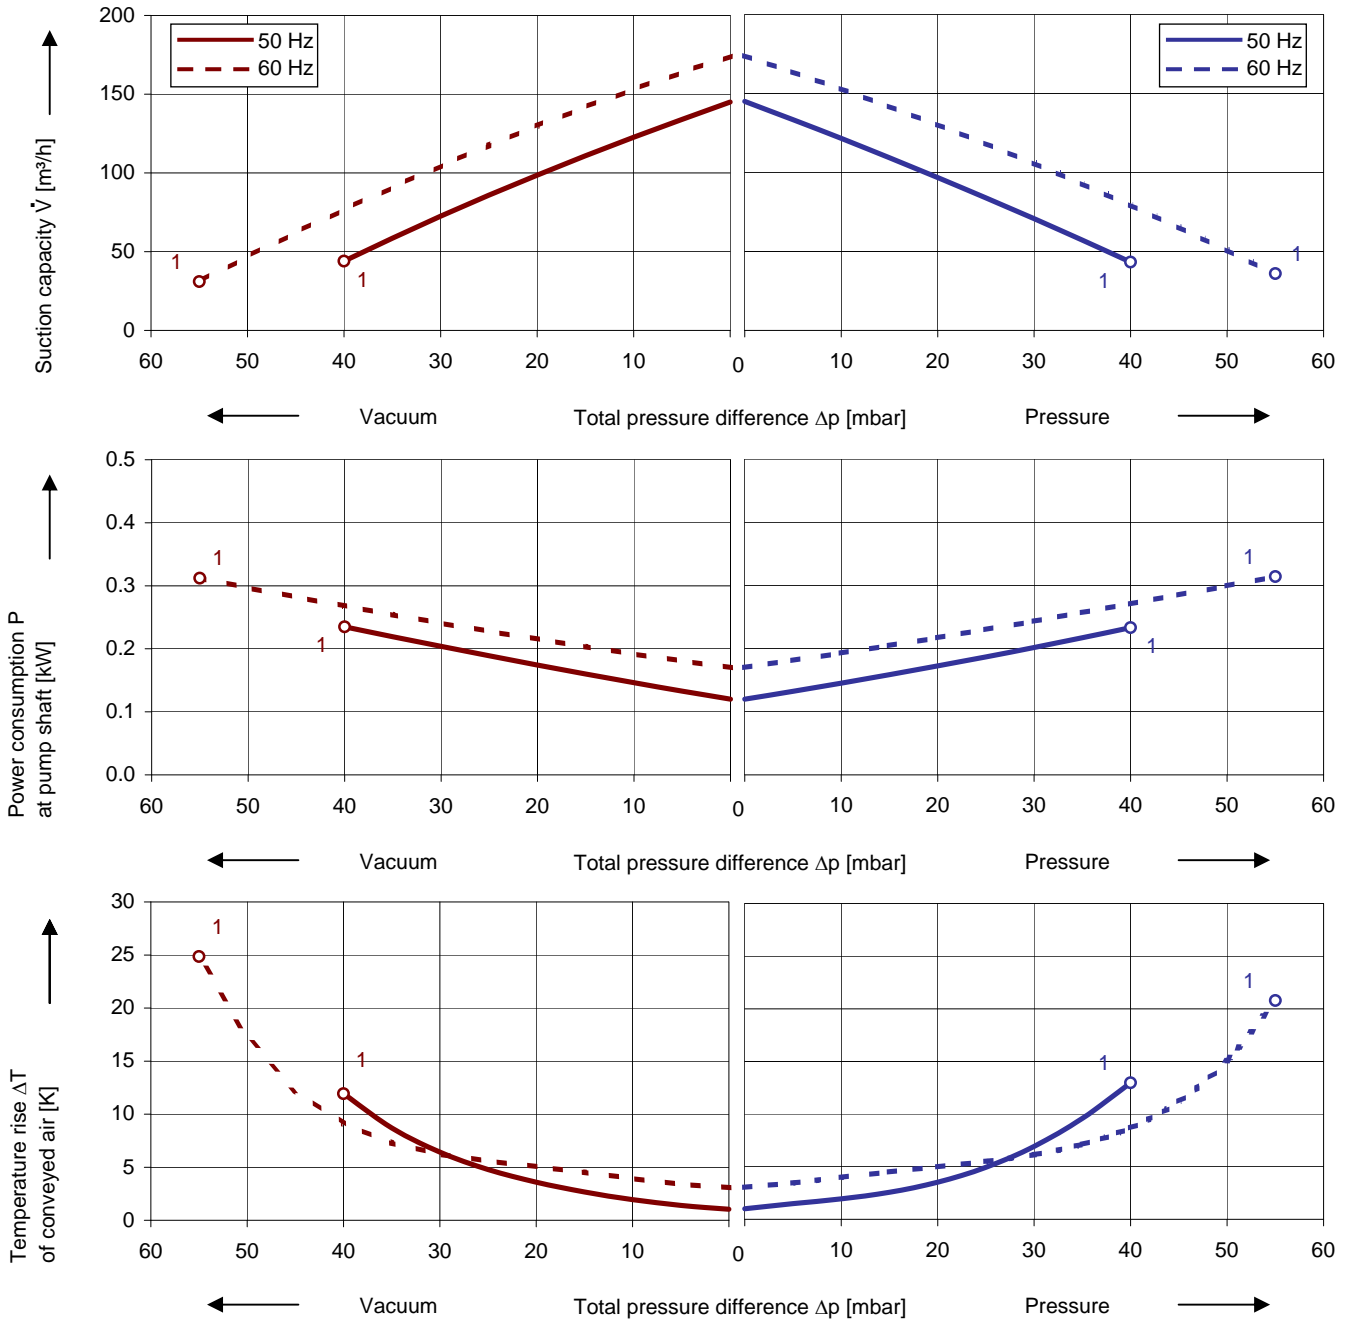 200
150
100
50
0
Suction capacity V̇ [m³/h]
50 Hz
60 Hz
50 Hz
60 Hz
1
1
1
1
60 50 40 30 20 10 0 10 20 30 40 50 60
Vacuum Total pressure difference Δp [mbar] Pressure
0.5
0.4
0.3
0.2
0.1
0.0
Power consumption P
at pump shaft [kW]
1
1
1
1
60 50 40 30 20 10 0 10 20 30 40 50 60
Vacuum Total pressure difference Δp [mbar] Pressure
30
25
20
15
10
5
0
Temperature rise ΔT
of conveyed air [K]
1
1
1
1
60 50 40 30 20 10 0 10 20 30 40 50 60
Vacuum Total pressure difference Δp [mbar] Pressure